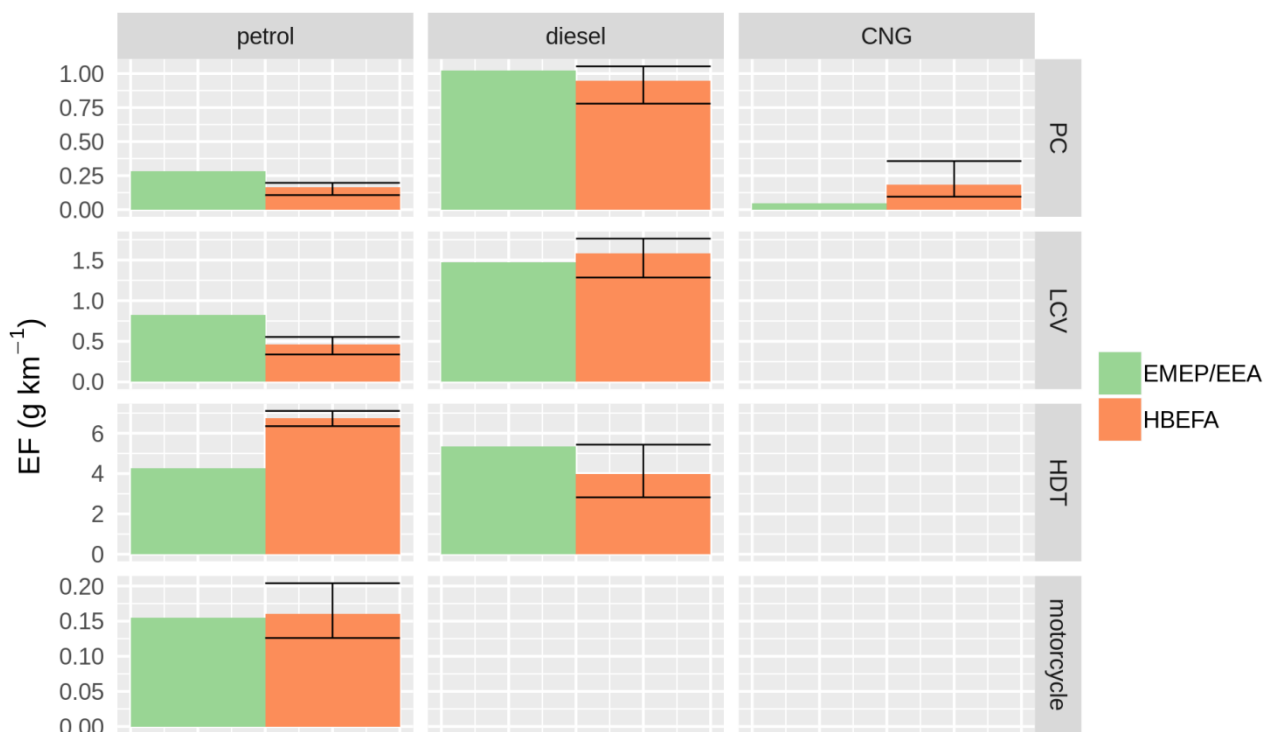 petrol diesel CNG
1.00
0.75
0.50
0.25
0.00
PC
1.5
1.0
0.5
0.0
LCV
6
4
2
0
HDT
0.20
0.15
0.10
0.05
0.00
motorcycle
EF (g km⁻¹)
EMEP/EEA
HBEFA